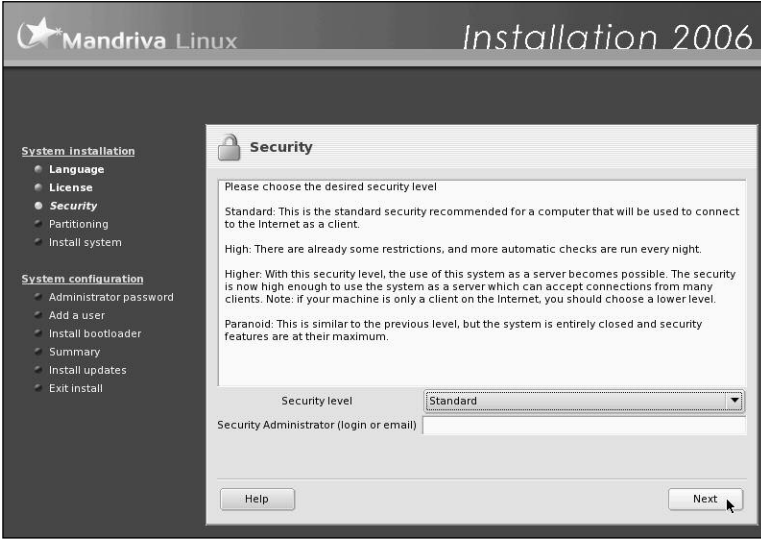 Mandriva Linux
Installation 2006
System installation
Language
License
Security
Partitioning
Install system
System configuration
Administrator password
Add a user
Install bootloader
Summary
Install updates
Exit install
Security
Please choose the desired security level
Standard: This is the standard security recommended for a computer that will be used to connect
to the Internet as a client.
High: There are already some restrictions, and more automatic checks are run every night.
Higher: With this security level, the use of this system as a server becomes possible. The security
is now high enough to use the system as a server which can accept connections from many
clients. Note: if your machine is only a client on the Internet, you should choose a lower level.
Paranoid: This is similar to the previous level, but the system is entirely closed and security
features are at their maximum.
Security level
Standard
Security Administrator (login or email)
Help
Next